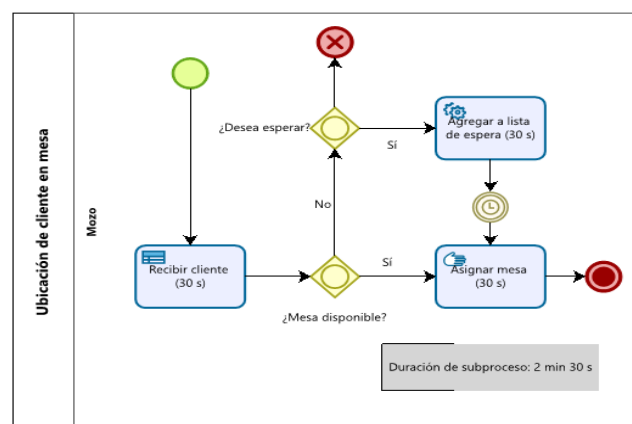 Ubicación de cliente en mesa
Mozo
¿Desea esperar?
Sí
Agregar a lista
de espera (30 s)
No
Recibir cliente
(30 s)
Sí
¿Mesa disponible?
Asignar mesa
(30 s)
Duración de subproceso: 2 min 30 s